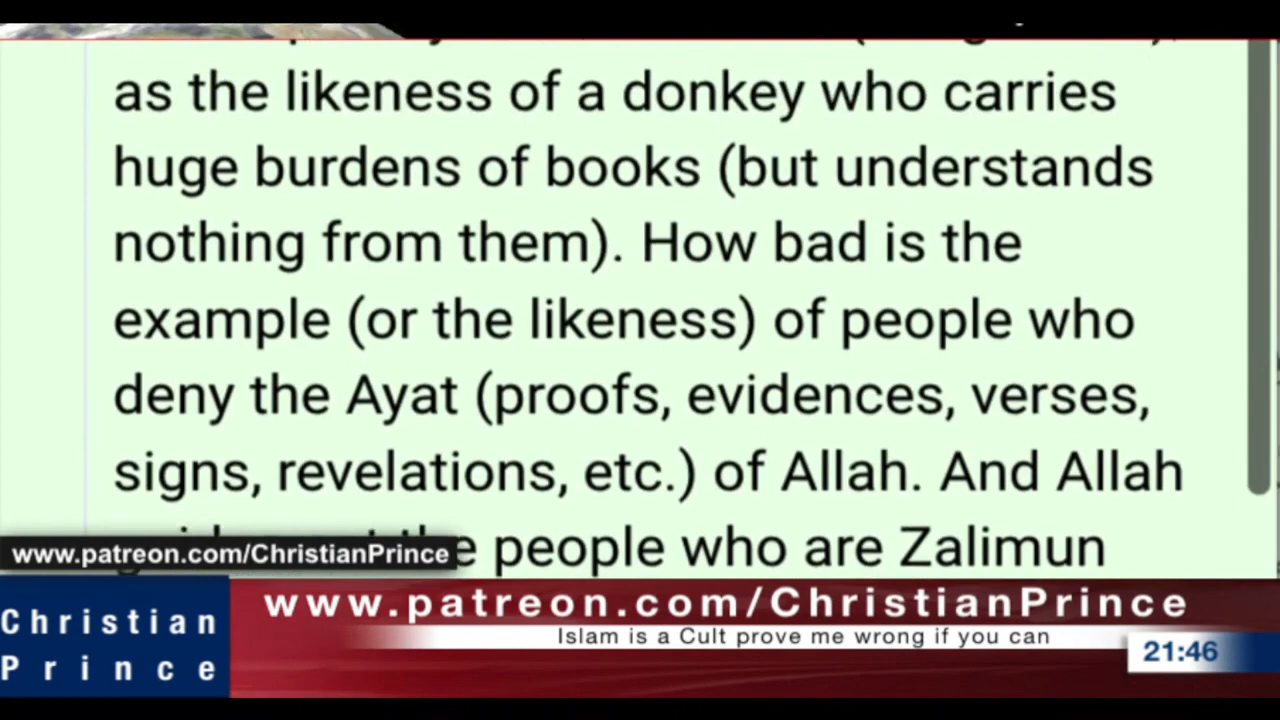 as the likeness of a donkey who carries
huge burdens of books (but understands
nothing from them). How bad is the
example (or the likeness) of people who
deny the Ayat (proofs, evidences, verses,
signs, revelations, etc.) of Allah. And Allah
people who are Zalimun
www.patreon.com/ChristianPrince
www.patreon.com/ChristianPrince
Christian
Prince
Islam is a Cult prove me wrong if you can
21:46